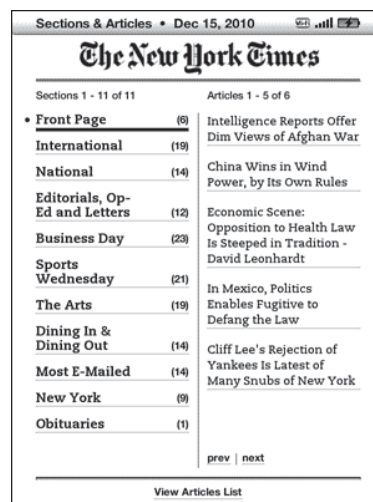 Sections & Articles • Dec 15, 2010
The New York Times
Sections 1 - 11 of 11
• Front Page (6)
International (19)
National (14)
Editorials, Op-
Ed and Letters (12)
Business Day (23)
Sports
Wednesday (21)
The Arts (19)
Dining In &
Dining Out (14)
Most E-Mailed (14)
New York (9)
Obituaries (1)
Articles 1 - 5 of 6
Intelligence Reports Offer
Dim Views of Afghan War
China Wins in Wind
Power, by Its Own Rules
Economic Scene:
Opposition to Health Law
Is Steeped in Tradition -
David Leonhardt
In Mexico, Politics
Enables Fugitive to
Defang the Law
Cliff Lee's Rejection of
Yankees Is Latest of
Many Snubs of New York
prev | next
View Articles List